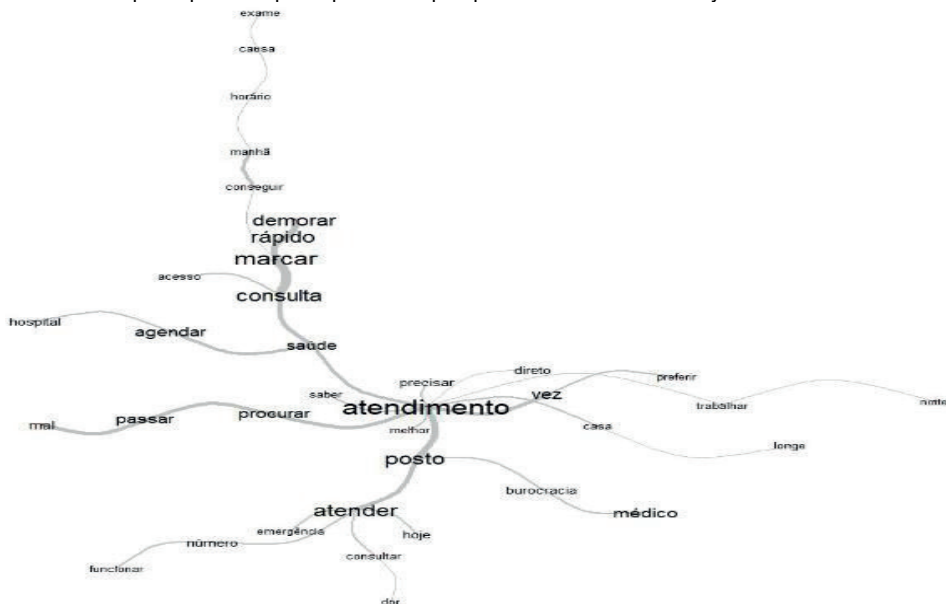 exame
causa
horário
manhã
conseguir
demorar
rápido
marcar
acesso
consulta
hospital
agendar
saúde
direto
preferir
precisar
saber
vez
trabalhar
noite
atendimento
mal
passar
procurar
melhor
casa
longe
posto
burocracia
médico
atender
emergência
hoje
número
consultar
funcionar
dor